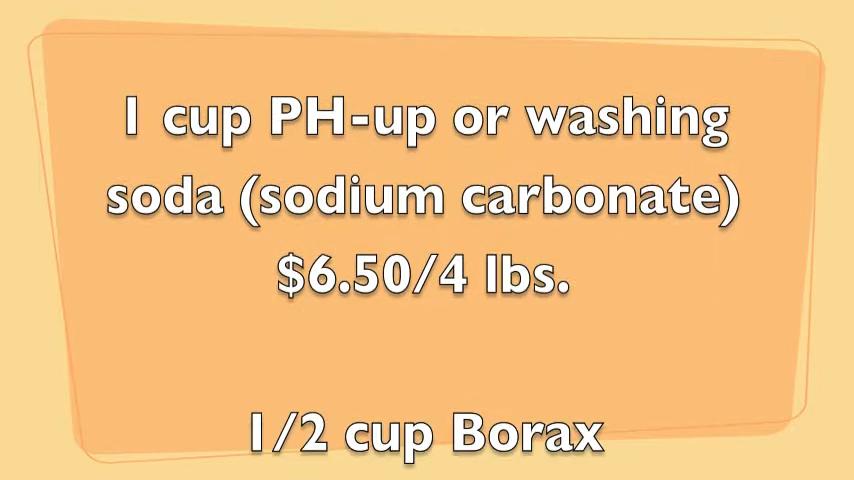 1 cup PH-up or washing
soda (sodium carbonate)
$6.50/4 lbs.
1/2 cup Borax